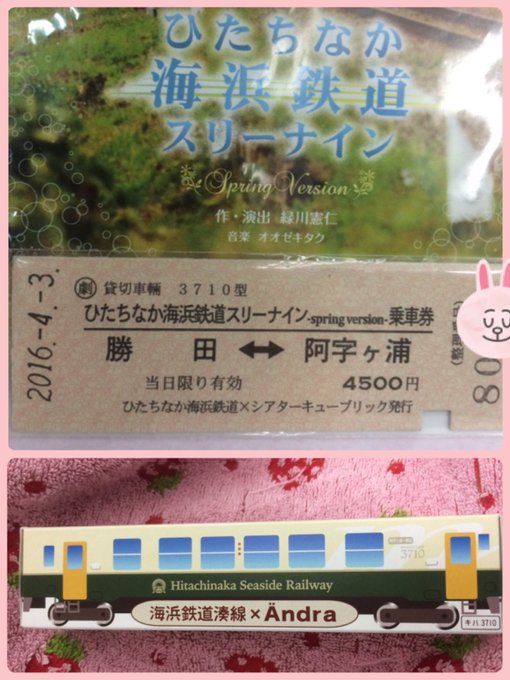 ひたちなか
海浜鉄道
スリーナイン
Spring Version
作・演出 緑川憲仁
音楽 オオゼキタク
2016.-4.-3.
劇 貸切車輛 3710型
ひたちなか海浜鉄道スリーナイン-spring version-乗車券
勝田 ↔ 阿字ヶ浦
当日限り有効 4500円
ひたちなか海浜鉄道×シアターキューブリック発行
80
3710
Hitachinaka Seaside Railway
海浜鉄道湊線×Ändra
キハ 3710